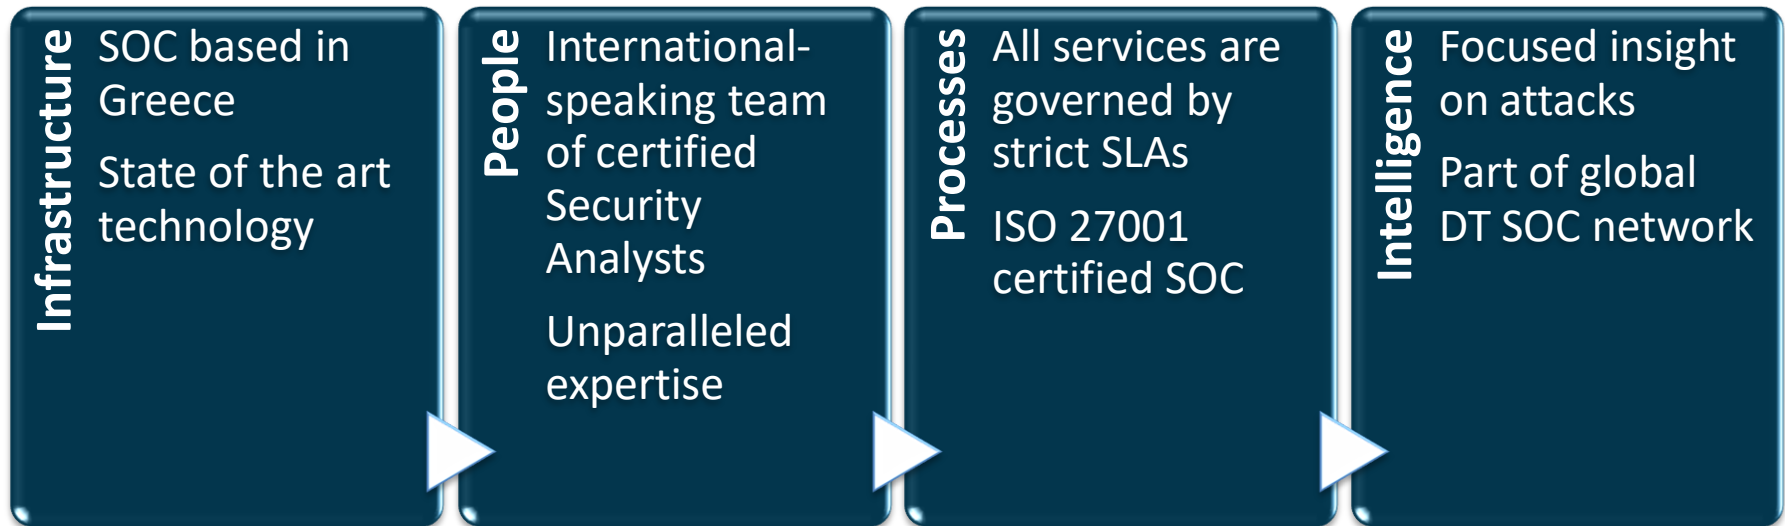 Infrastructure
SOC based in
Greece
State of the art
technology
People
International-
speaking team
of certified
Security
Analysts
Unparalleled
expertise
Processes
All services are
governed by
strict SLAs
ISO 27001
certified SOC
Intelligence
Focused insight
on attacks
Part of global
DT SOC network